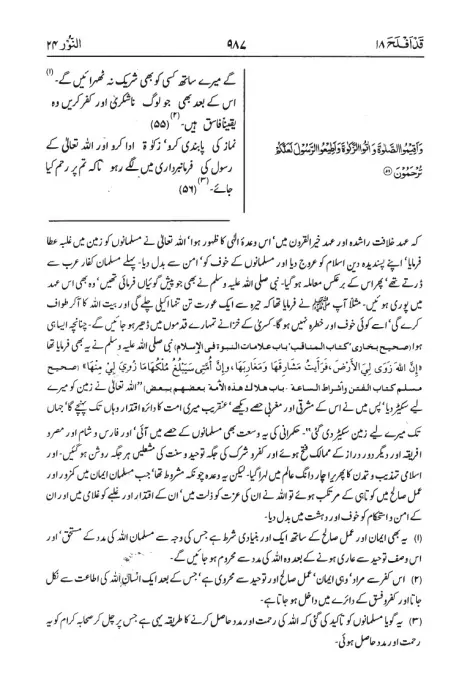 قد افلح ۱۸
۹۸۷
النور ۲۴
گے میرے ساتھ کسی کو بھی شریک نہ ٹھہرائیں گے۔ (۱)
اس کے بعد بھی جو لوگ ناشکری اور کفر کریں وہ
یقیناً فاسق ہیں۔ (۲) (۵۵)
وَأَقِيمُوا الصَّلٰوةَ وَاٰتُوا الزَّكٰوةَ وَأَطِيعُوا الرَّسُولَ لَعَلَّكُمْ
تُرْحَمُونَ ﴿۵۶﴾
نماز کی پابندی کرو‘ زکوٰۃ ادا کرو اور اللہ تعالیٰ کے
رسول کی فرمانبرداری میں لگے رہو تاکہ تم پر رحم کیا
جائے۔ (۳) (۵۶)
کہ عہد خلافت راشدہ اور عہد خیر القرون میں‘ اس وعدۂ الٰہی کا ظہور ہوا‘ اللہ تعالیٰ نے مسلمانوں کو زمین میں غلبہ عطا
فرمایا‘ اپنے پسندیدہ دین اسلام کو عروج دیا اور مسلمانوں کے خوف کو‘ امن سے بدل دیا۔ پہلے مسلمان کفار عرب سے
ڈرتے تھے‘ پھر اس کے برعکس معاملہ ہو گیا۔ نبی صلی اللہ علیہ وسلم نے بھی جو پیش گوئیاں فرمائی تھیں‘ وہ بھی اس عہد
میں پوری ہوئیں۔ مثلاً آپ ﷺ نے فرمایا تھا کہ حیرہ سے ایک عورت تن تنہا اکیلی چلے گی اور بیت اللہ کا آکر طواف
کرے گی‘ اسے کوئی خوف اور خطرہ نہیں ہو گا۔ کسریٰ کے خزانے تمہارے قدموں میں ڈھیر ہو جائیں گے۔ چنانچہ ایسا ہی
ہوا (صحیح بخاری‘ کتاب المناقب‘ باب علامات النبوة فی الإسلام) نبی صلی اللہ علیہ وسلم نے یہ بھی فرمایا تھا
«إِنَّ اللهَ زَوَى لِيَ الأَرْضَ، فَرَأَيْتُ مَشَارِقَهَا وَمَغَارِبَهَا، وَإِنَّ أُمَّتِي سَيَبْلُغُ مُلْكُهَا مَا زُوِيَ لِيْ مِنْهَا» (صحیح
مسلم کتاب الفتن وأشراط الساعة، باب هلاك هذه الأمة بعضهم ببعض) ”اللہ تعالیٰ نے زمین کو میرے
لیے سکیڑ دیا‘ پس میں نے اس کے مشرقی اور مغربی حصے دیکھے‘ عنقریب میری امت کا دائرہ اقتدار وہاں تک پہنچے گا‘ جہاں
تک میرے لیے زمین سکیڑ دی گئی“۔ حکمرانی کی یہ وسعت بھی مسلمانوں کے حصے میں آئی‘ اور فارس و شام اور مصر و
افریقہ اور دیگر دور دراز کے ممالک فتح ہوئے اور کفر و شرک کی جگہ توحید و سنت کی مشعلیں ہر جگہ روشن ہو گئیں۔ اور
اسلامی تہذیب و تمدن کا پھریرا چار دانگ عالم میں لہرا گیا۔ لیکن یہ وعدہ چونکہ مشروط تھا‘ جب مسلمان ایمان میں کمزور اور
عمل صالح میں کوتاہی کے مرتکب ہوئے تو اللہ نے ان کی عزت کو ذلت میں‘ ان کے اقتدار اور غلبے کو غلامی میں اور ان
کے امن و استحکام کو خوف اور دہشت میں بدل دیا۔
(۱) یہ بھی ایمان اور عمل صالح کے ساتھ ایک اور بنیادی شرط ہے جس کی وجہ سے مسلمان اللہ کی مدد کے مستحق‘ اور
اس وصف توحید سے عاری ہونے کے بعد وہ اللہ کی مدد سے محروم ہو جائیں گے۔
(۲) اس کفر سے مراد‘ وہی ایمان‘ عمل صالح اور توحید سے محرومی ہے‘ جس کے بعد ایک انسان اللہ کی اطاعت سے نکل
جاتا اور کفر و فسق کے دائرے میں داخل ہو جاتا ہے۔
(۳) یہ گویا مسلمانوں کو تاکید کی گئی کہ اللہ کی رحمت اور مدد حاصل کرنے کا طریقہ یہی ہے جس پر چل کر صحابہ کرام کو یہ
رحمت اور مدد حاصل ہوئی۔